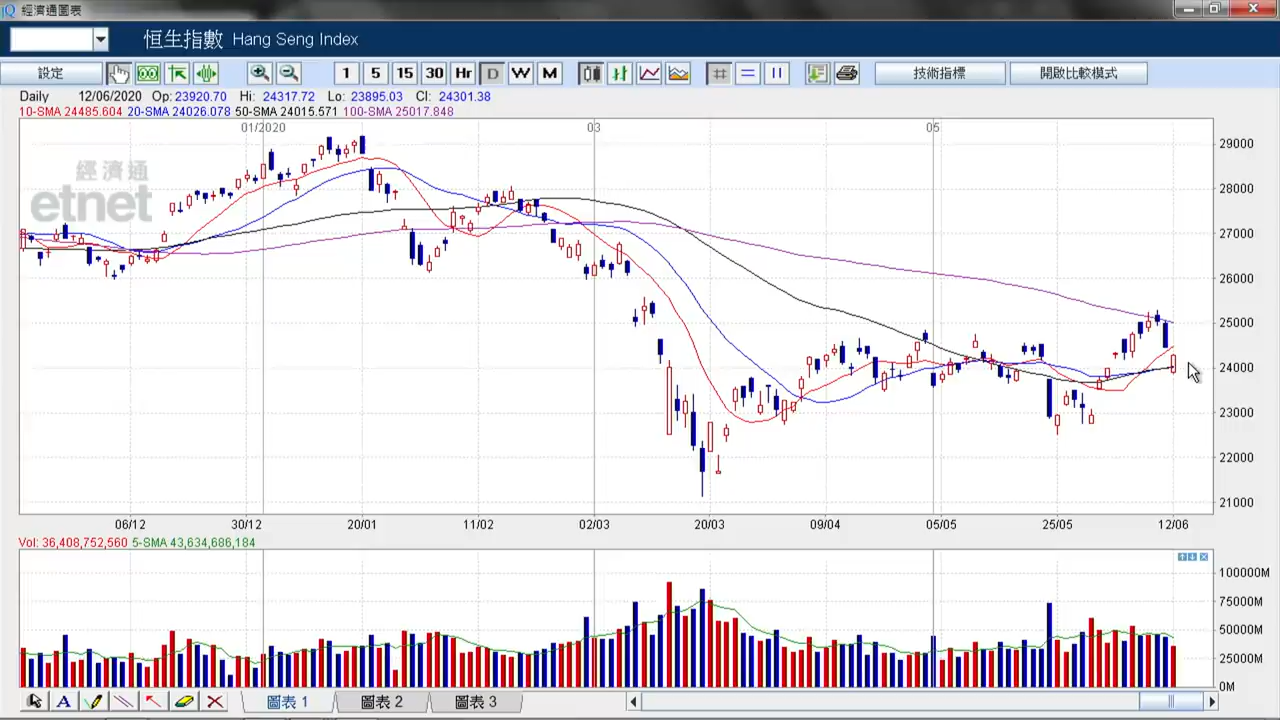 經濟通圖表
恒生指數 Hang Seng Index
設定 1 5 15 30 Hr D W M 技術指標 開啟比較模式
Daily 12/06/2020 Op: 23920.70 Hi: 24317.72 Lo: 23895.03 Cl: 24301.38
10-SMA 24485.604 20-SMA 24026.078 50-SMA 24015.571 100-SMA 25017.848
01/2020 03 05
經濟通
etnet
29000
28000
27000
26000
25000
24000
23000
22000
21000
06/12 30/12 20/01 11/02 02/03 20/03 09/04 05/05 25/05 12/06
Vol: 36,408,752,560 5-SMA 43,634,686,184
100000M
75000M
50000M
25000M
0M
A 圖表 1 圖表 2 圖表 3